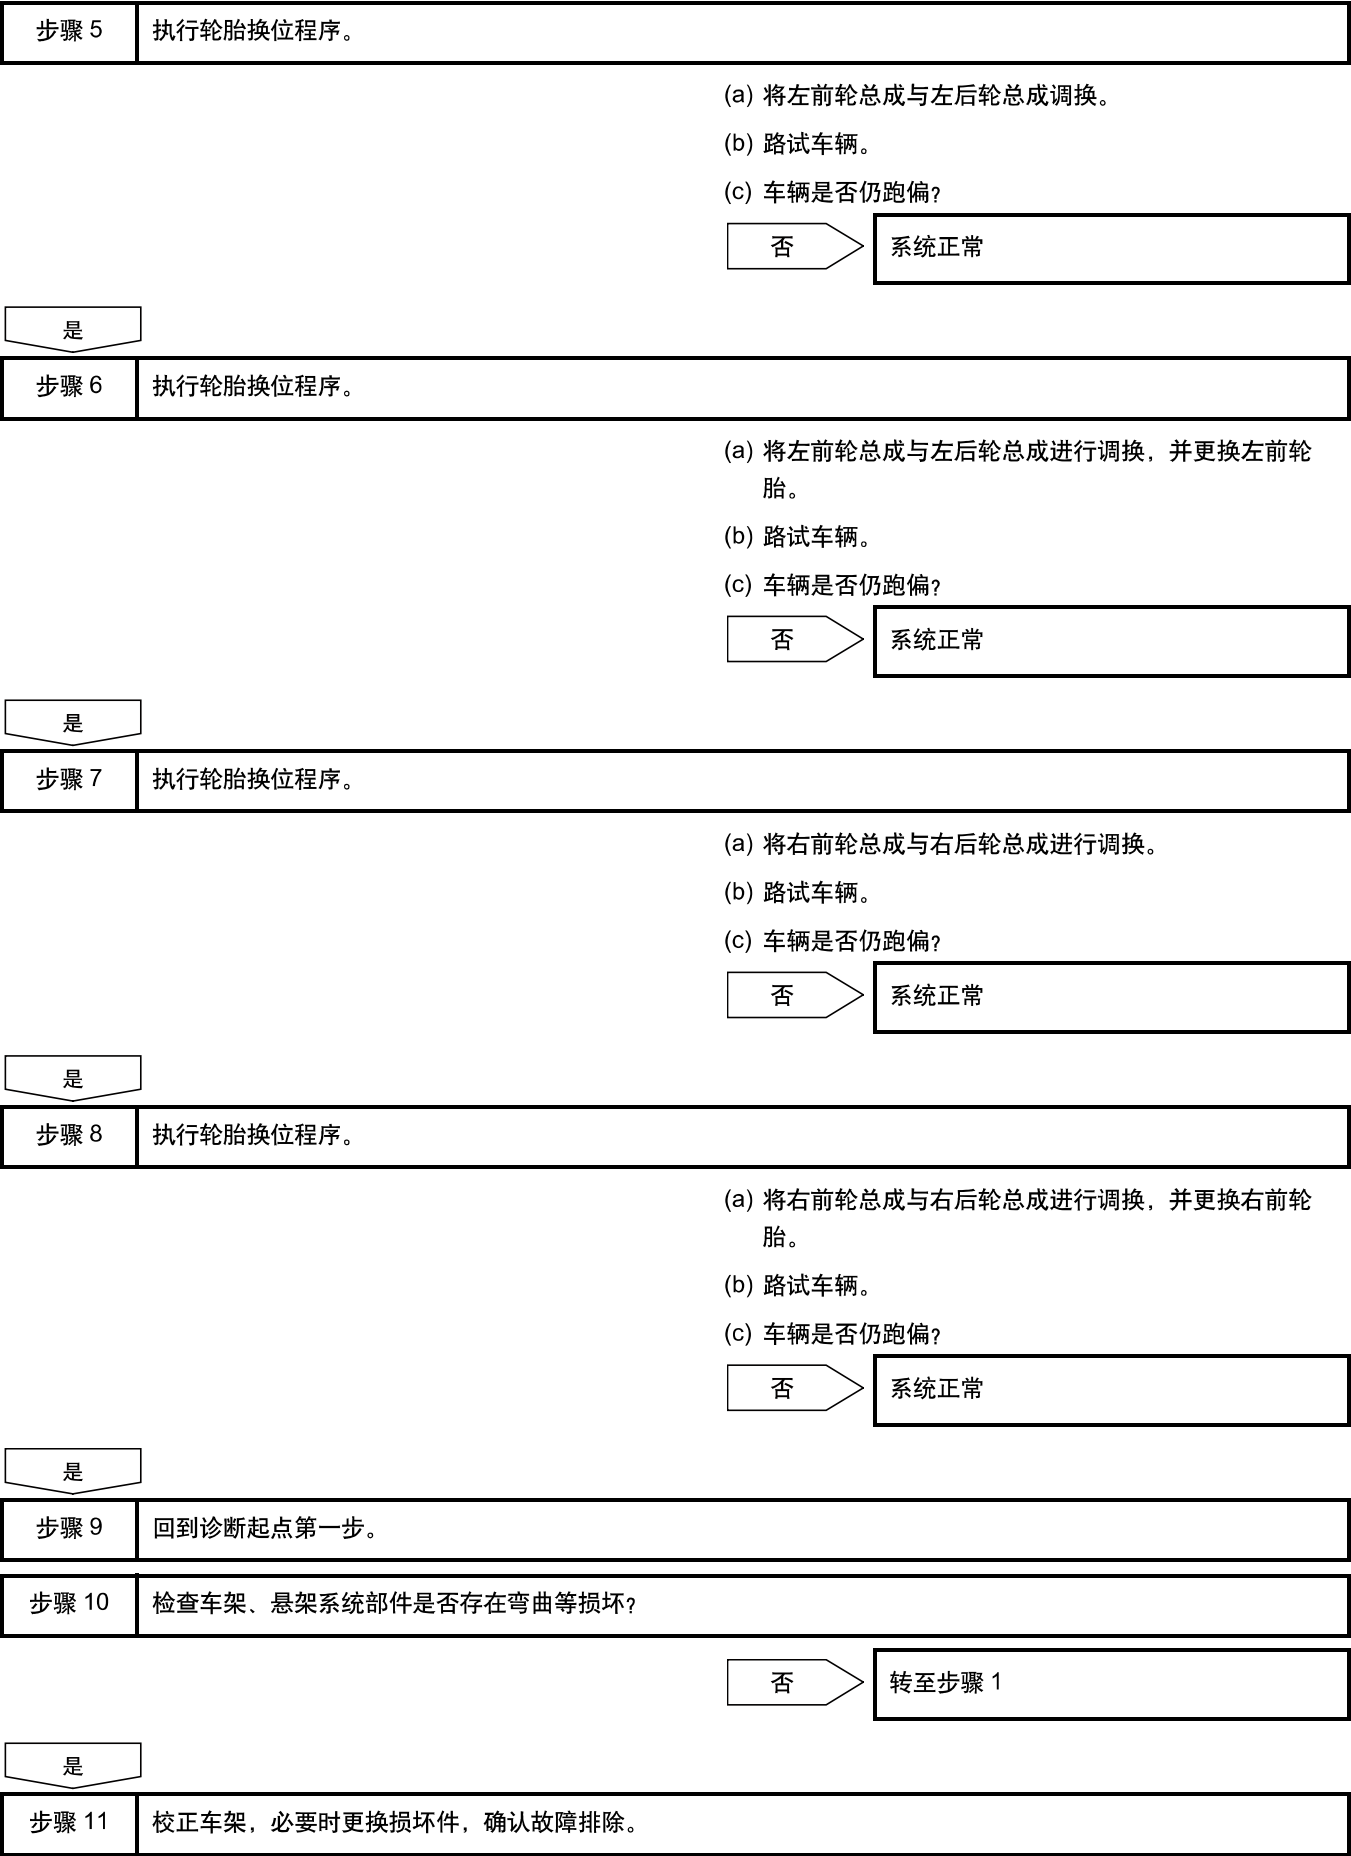 步骤 5 执行轮胎换位程序。
(a) 将左前轮总成与左后轮总成调换。
(b) 路试车辆。
(c) 车辆是否仍跑偏？
否 系统正常
是
步骤 6 执行轮胎换位程序。
(a) 将左前轮总成与左后轮总成进行调换，并更换左前轮
胎。
(b) 路试车辆。
(c) 车辆是否仍跑偏？
否 系统正常
是
步骤 7 执行轮胎换位程序。
(a) 将右前轮总成与右后轮总成进行调换。
(b) 路试车辆。
(c) 车辆是否仍跑偏？
否 系统正常
是
步骤 8 执行轮胎换位程序。
(a) 将右前轮总成与右后轮总成进行调换，并更换右前轮
胎。
(b) 路试车辆。
(c) 车辆是否仍跑偏？
否 系统正常
是
步骤 9 回到诊断起点第一步。
步骤 10 检查车架、悬架系统部件是否存在弯曲等损坏？
否 转至步骤 1
是
步骤 11 校正车架，必要时更换损坏件，确认故障排除。